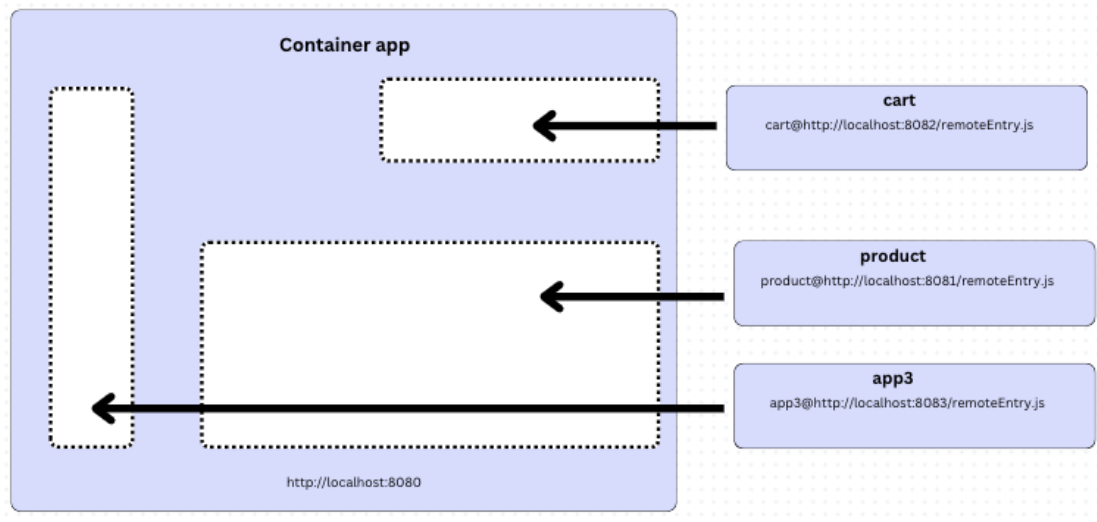 Container app
cart
cart@http://localhost:8082/remoteEntry.js
product
product@http://localhost:8081/remoteEntry.js
app3
app3@http://localhost:8083/remoteEntry.js
http://localhost:8080